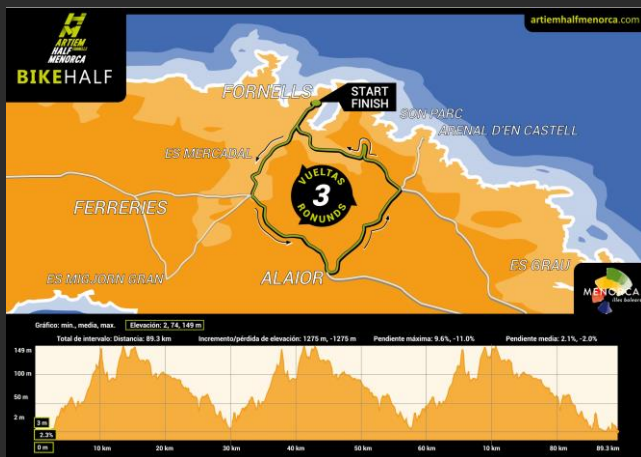 HM
ARTIEM
HALF
MENORCA
BIKEHALF
artiemhalfmenorca.com
FORNELLS
START
FINISH
SON PARC
ARENAL D'EN CASTELL
ES MERCADAL
VUELTAS
3
RONUNDS
FERRERIES
ES MIGJORN GRAN
ALAIOR
ES GRAU
MENORCA
Illes balears
Gráfico: min., media, max. Elevación: 2, 74, 149 m
Total de intervalo: Distancia: 89.3 km Incremento/pérdida de elevación: 1275 m, -1275 m Pendiente máxima: 9.6%, -11.0% Pendiente media: 2.1%, -2.0%
149 m
100 m
50 m
2 m
3 m
2.3%
0 m 10 km 20 km 30 km 40 km 50 km 60 km 70 km 80 km 89.3 km